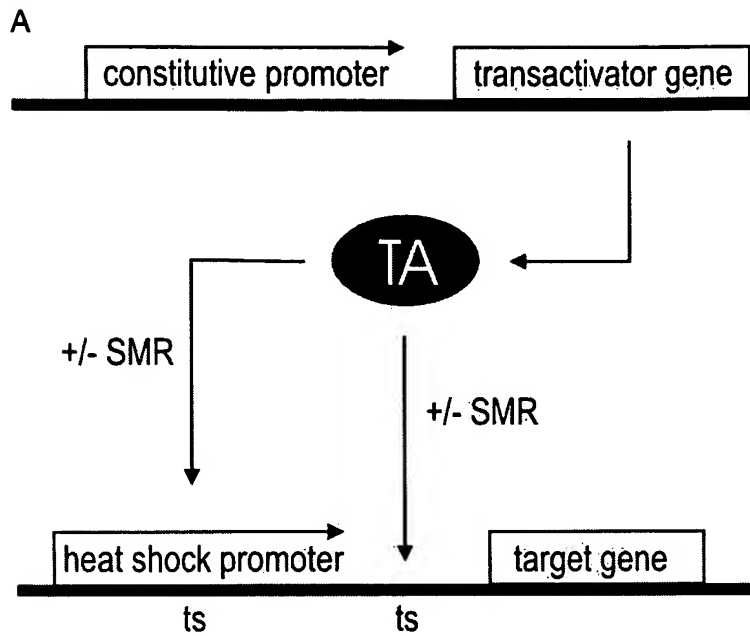 A
constitutive promoter
transactivator gene
TA
+/- SMR
+/- SMR
heat shock promoter
target gene
ts
ts